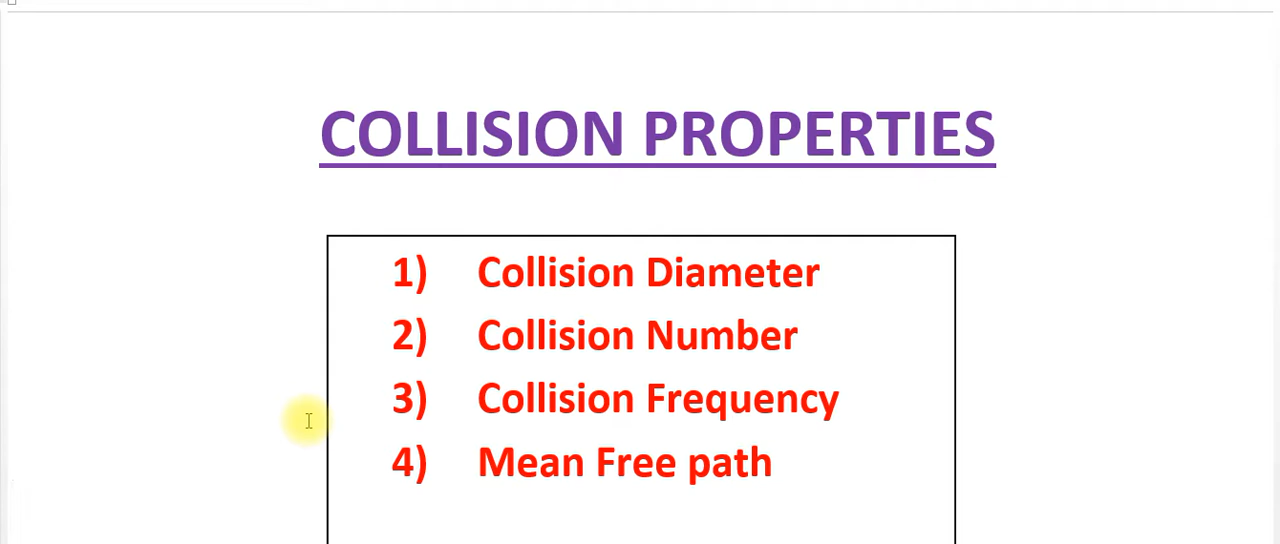 COLLISION PROPERTIES
1) Collision Diameter
2) Collision Number
3) Collision Frequency
4) Mean Free path